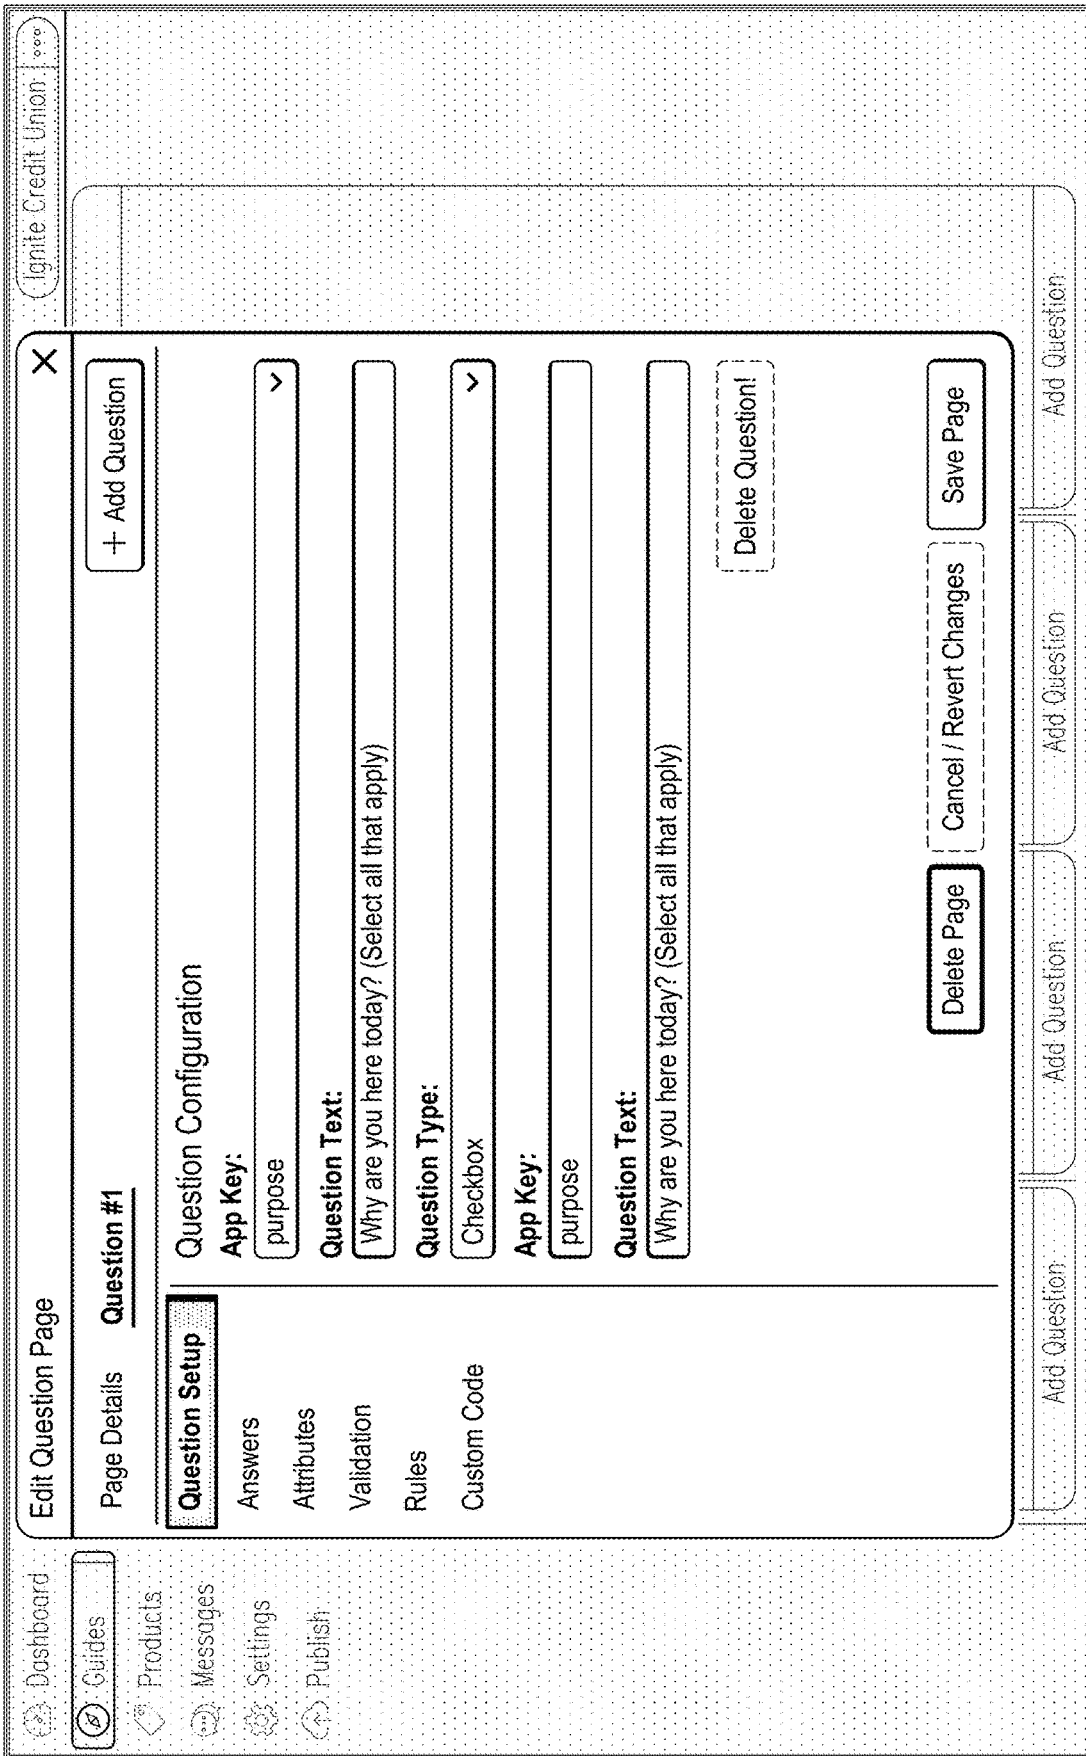 Dashboard
Guides
Products
Messages
Settings
Publish
Ignite Credit Union
Edit Question Page
X
Page Details
Question #1
+ Add Question
Question Setup
Answers
Attributes
Validation
Rules
Custom Code
Question Configuration
App Key:
purpose
Question Text:
Why are you here today? (Select all that apply)
Question Type:
Checkbox
App Key:
purpose
Question Text:
Why are you here today? (Select all that apply)
Delete Question!
Delete Page
Cancel / Revert Changes
Save Page
Add Question
Add Question
Add Question
Add Question